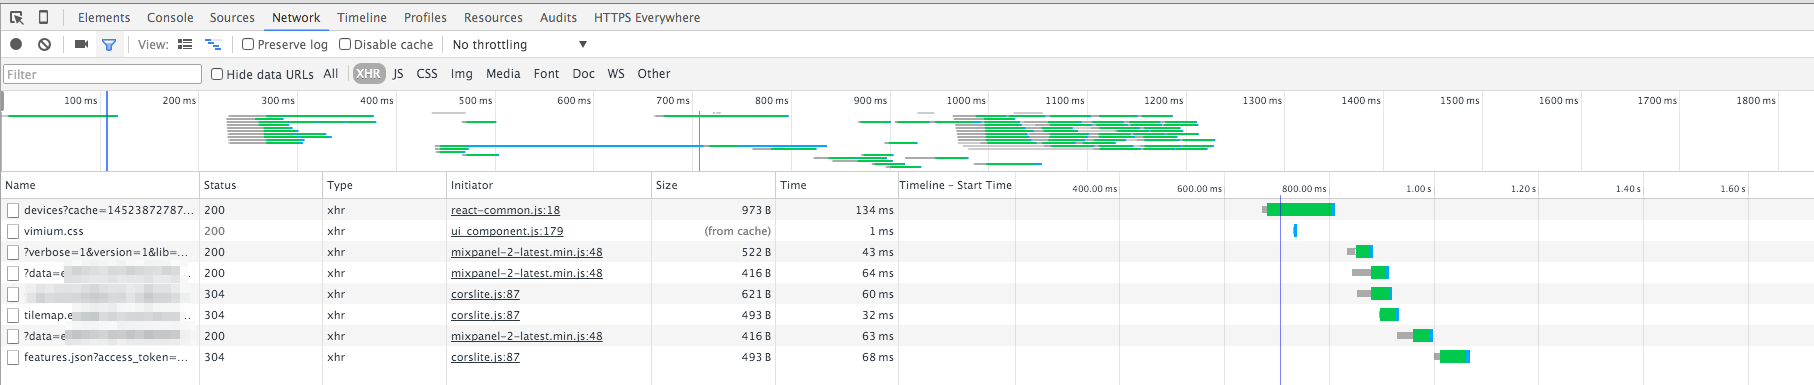 Elements Console Sources Network Timeline Profiles Resources Audits HTTPS Everywhere
View: Preserve log Disable cache No throttling ▼
Filter Hide data URLs All XHR JS CSS Img Media Font Doc WS Other
100 ms 200 ms 300 ms 400 ms 500 ms 600 ms 700 ms 800 ms 900 ms 1000 ms 1100 ms 1200 ms 1300 ms 1400 ms 1500 ms 1600 ms 1700 ms 1800 ms
Name Status Type Initiator Size Time Timeline – Start Time 400.00 ms 600.00 ms 800.00 ms 1.00 s 1.20 s 1.40 s 1.60 s
devices?cache=14523872787... 200 xhr react-common.js:18 973 B 134 ms
vimium.css 200 xhr ui_component.js:179 (from cache) 1 ms
?verbose=1&version=1&lib=... 200 xhr mixpanel-2-latest.min.js:48 522 B 43 ms
?data=e 200 xhr mixpanel-2-latest.min.js:48 416 B 64 ms
304 xhr corslite.js:87 621 B 60 ms
tilemap.e ... 304 xhr corslite.js:87 493 B 32 ms
?data=e ... 200 xhr mixpanel-2-latest.min.js:48 416 B 63 ms
features.json?access_token=... 304 xhr corslite.js:87 493 B 68 ms